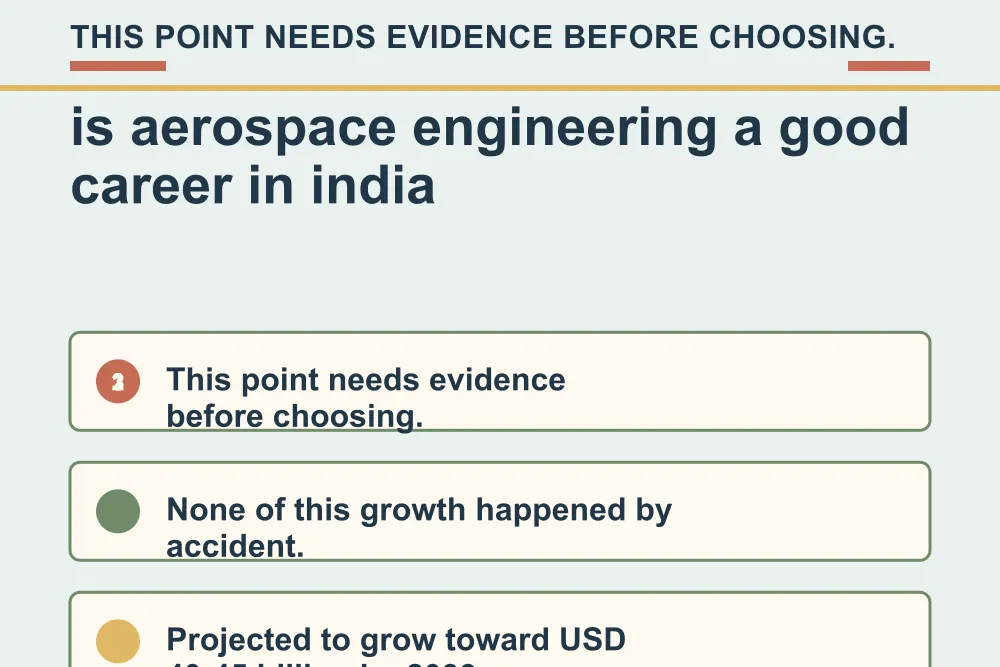 THIS POINT NEEDS EVIDENCE BEFORE CHOOSING.
is aerospace engineering a good
career in india
This point needs evidence
before choosing.
None of this growth happened by
accident.
Projected to grow toward USD